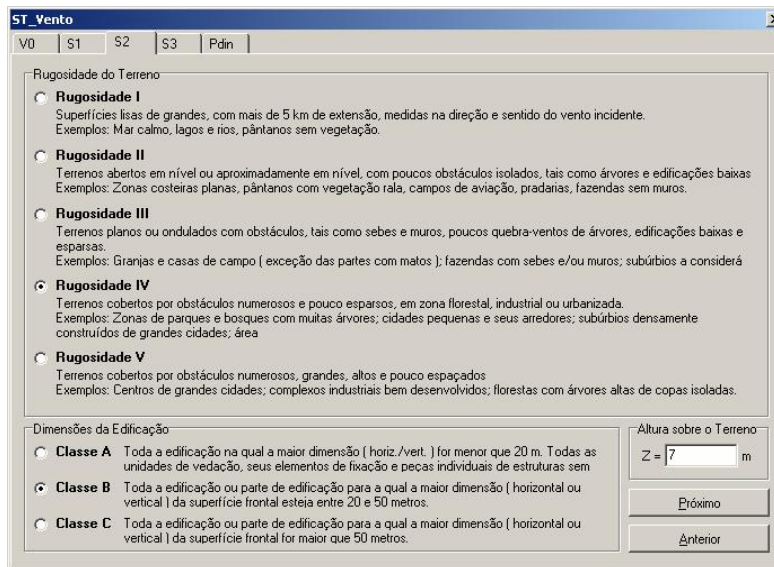 ST_Vento
V0 S1 S2 S3 Pdin
Rugosidade do Terreno
Rugosidade I
Superfícies lisas de grandes, com mais de 5 km de extensão, medidas na direção e sentido do vento incidente.
Exemplos: Mar calmo, lagos e rios, pântanos sem vegetação.
Rugosidade II
Terrenos abertos em nível ou aproximadamente em nível, com poucos obstáculos isolados, tais como árvores e edificações baixas
Exemplos: Zonas costeiras planas, pântanos com vegetação rala, campos de aviação, pradarias, fazendas sem muros.
Rugosidade III
Terrenos planos ou ondulados com obstáculos, tais como sebes e muros, poucos quebra-ventos de árvores, edificações baixas e
esparsas.
Exemplos: Granjas e casas de campo ( exceção das partes com matos ); fazendas com sebes e/ou muros; subúrbios a considerá
Rugosidade IV
Terrenos cobertos por obstáculos numerosos e pouco esparsos, em zona florestal, industrial ou urbanizada.
Exemplos: Zonas de parques e bosques com muitas árvores; cidades pequenas e seus arredores; subúrbios densamente
construídos de grandes cidades; área
Rugosidade V
Terrenos cobertos por obstáculos numerosos, grandes, altos e pouco espaçados
Exemplos: Centros de grandes cidades; complexos industriais bem desenvolvidos; florestas com árvores altas de copas isoladas.
Dimensões da Edificação
Classe A Toda a edificação na qual a maior dimensão ( horiz./vert. ) for menor que 20 m. Todas as
unidades de vedação, seus elementos de fixação e peças individuais de estruturas sem
Classe B Toda a edificação ou parte de edificação para a qual a maior dimensão ( horizontal ou
vertical ) da superfície frontal esteja entre 20 e 50 metros.
Classe C Toda a edificação ou parte de edificação para a qual a maior dimensão ( horizontal ou
vertical ) da superfície frontal for maior que 50 metros.
Altura sobre o Terreno
Z = 7 m
Próximo
Anterior